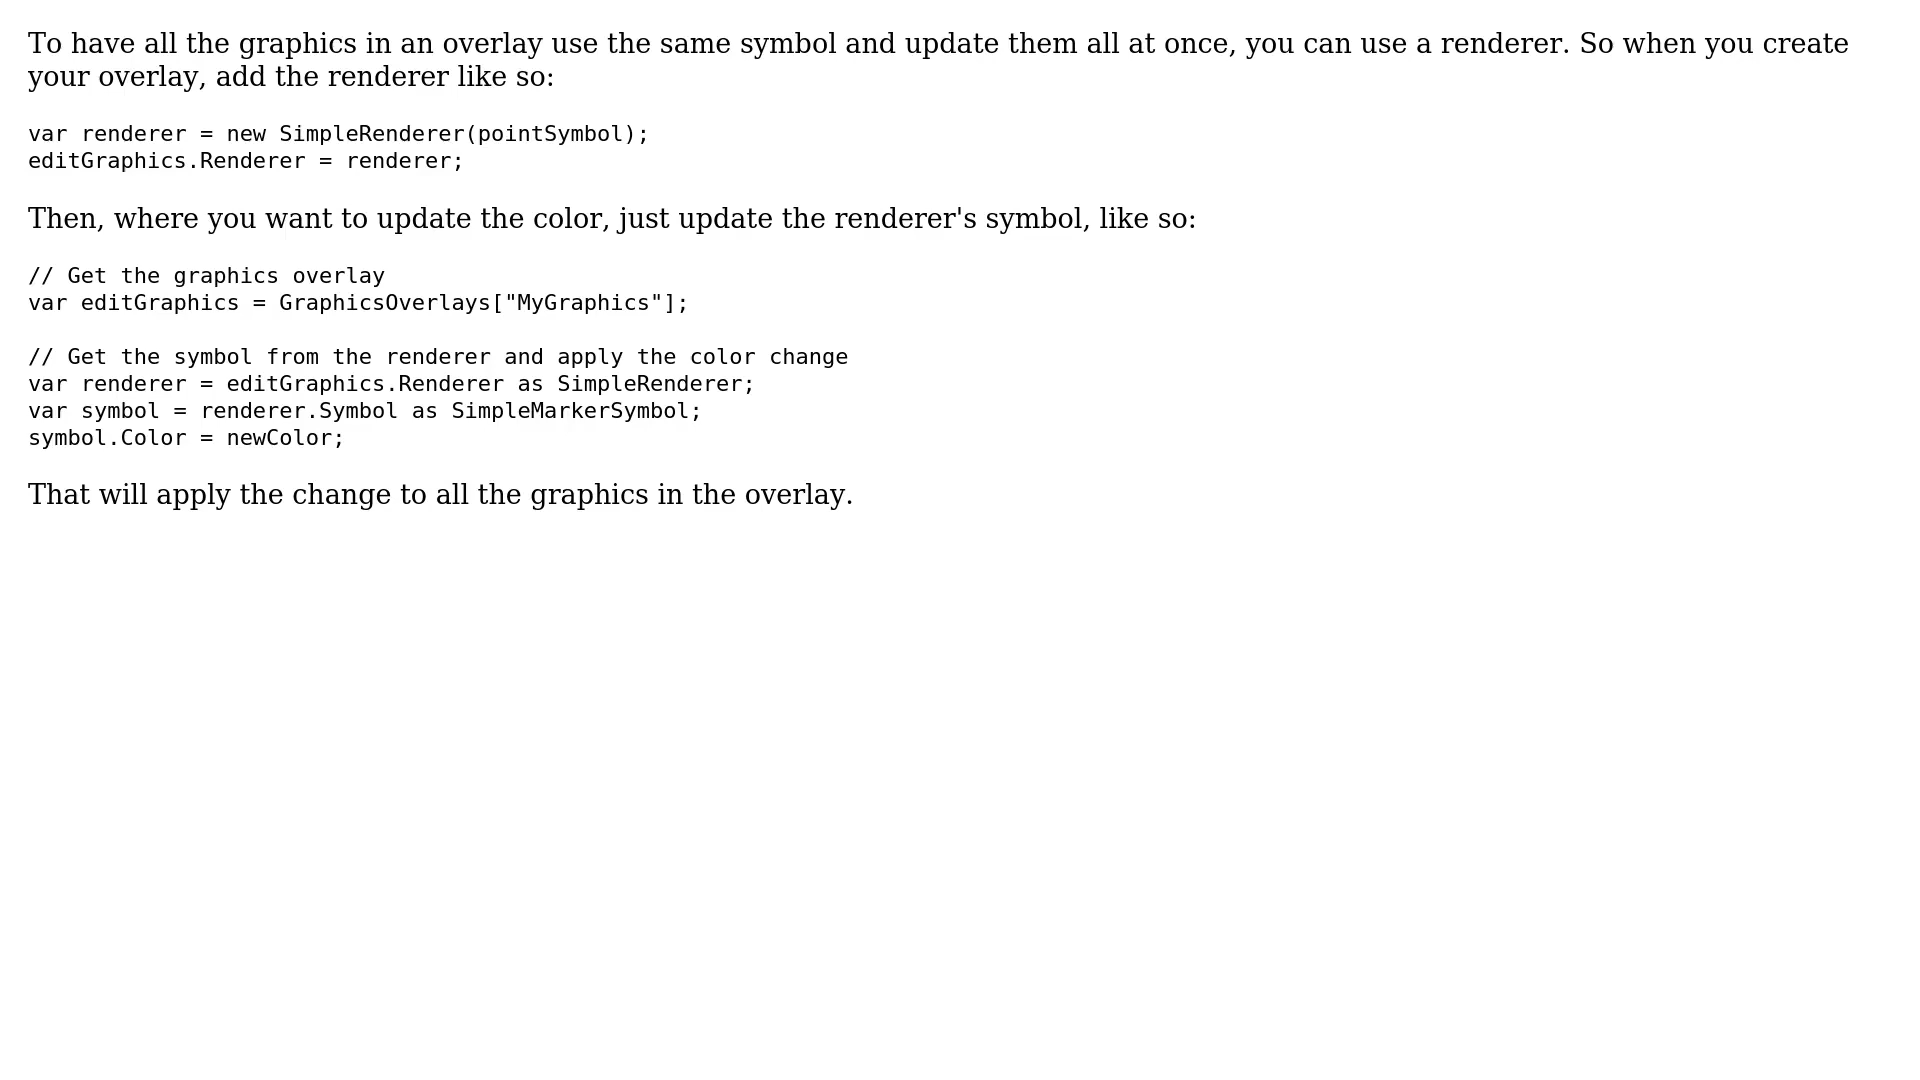 To have all the graphics in an overlay use the same symbol and update them all at once, you can use a renderer. So when you create
your overlay, add the renderer like so:
var renderer = new SimpleRenderer(pointSymbol);
editGraphics.Renderer = renderer;
Then, where you want to update the color, just update the renderer's symbol, like so:
// Get the graphics overlay
var editGraphics = GraphicsOverlays["MyGraphics"];
// Get the symbol from the renderer and apply the color change
var renderer = editGraphics.Renderer as SimpleRenderer;
var symbol = renderer.Symbol as SimpleMarkerSymbol;
symbol.Color = newColor;
That will apply the change to all the graphics in the overlay.